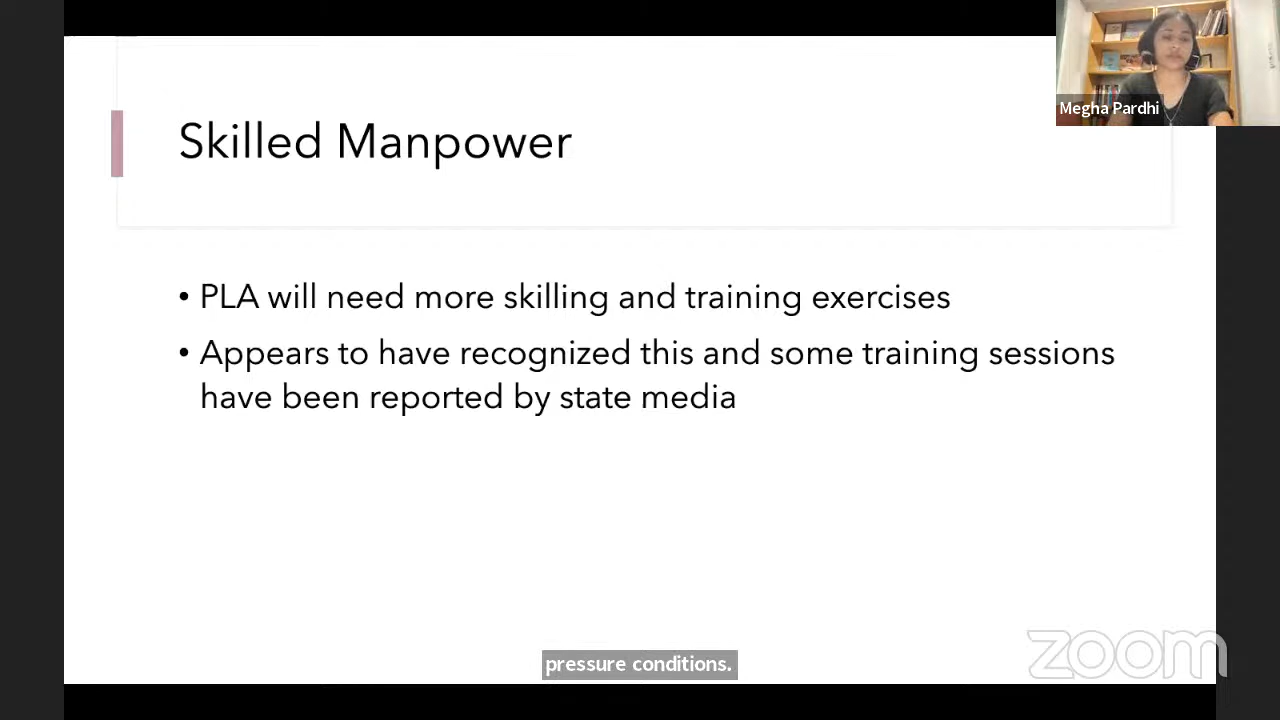 Megha Pardhi
Skilled Manpower
• PLA will need more skilling and training exercises
• Appears to have recognized this and some training sessions
have been reported by state media
pressure conditions.
zoom